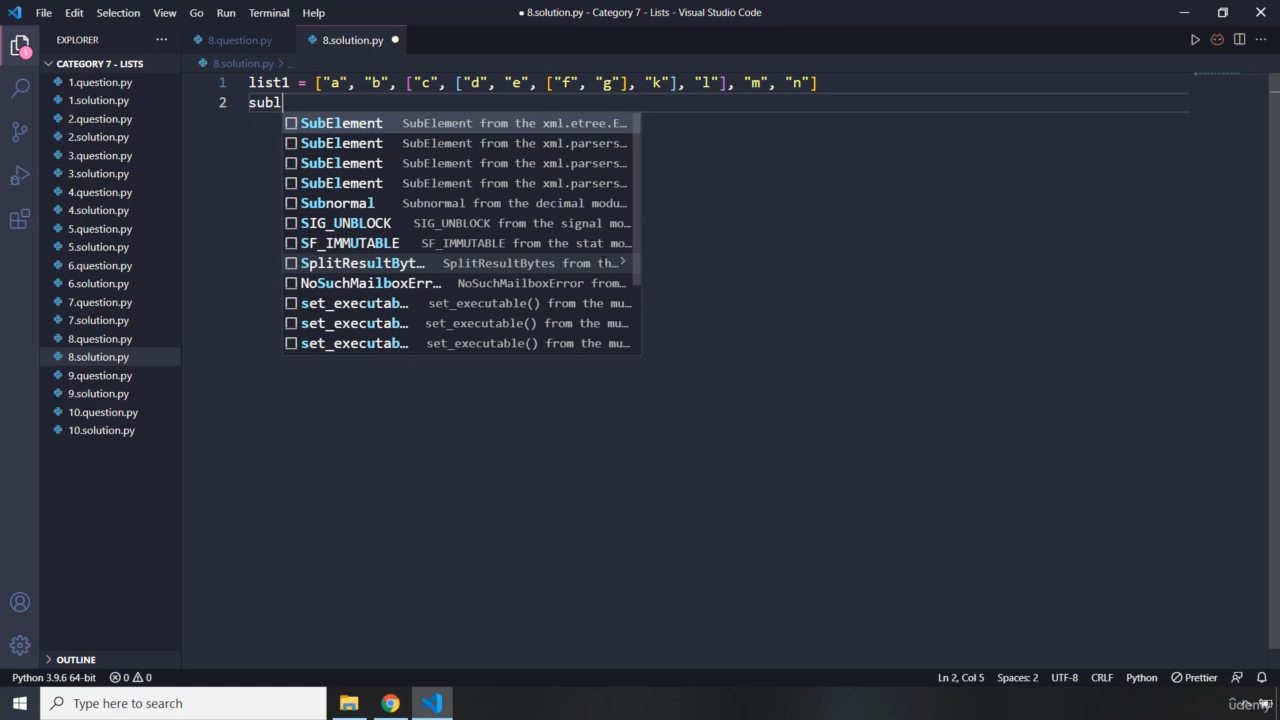 File Edit Selection View Go Run Terminal Help
● 8.solution.py - Category 7 - Lists - Visual Studio Code
EXPLORER
8.question.py
8.solution.py
CATEGORY 7 - LISTS
8.solution.py > ...
1.question.py
1.solution.py
2.question.py
2.solution.py
3.question.py
3.solution.py
4.question.py
4.solution.py
5.question.py
5.solution.py
6.question.py
6.solution.py
7.question.py
7.solution.py
8.question.py
8.solution.py
9.question.py
9.solution.py
10.question.py
10.solution.py
OUTLINE
1 list1 = ["a", "b", ["c", ["d", "e", ["f", "g"], "k"], "l"], "m", "n"]
2 subl
SubElement SubElement from the xml.etree.E…
SubElement SubElement from the xml.parsers…
SubElement SubElement from the xml.parsers…
SubElement SubElement from the xml.parsers…
Subnormal Subnormal from the decimal modu…
SIG_UNBLOCK SIG_UNBLOCK from the signal mo…
SF_IMMUTABLE SF_IMMUTABLE from the stat mo…
SplitResultByt… SplitResultBytes from th…
NoSuchMailboxErr… NoSuchMailboxError from…
set_executab… set_executable() from the mu…
set_executab… set_executable() from the mu…
set_executab… set_executable() from the mu…
Python 3.9.6 64-bit 0 0
Ln 2, Col 5 Spaces: 2 UTF-8 CRLF Python Prettier
Type here to search
udemy